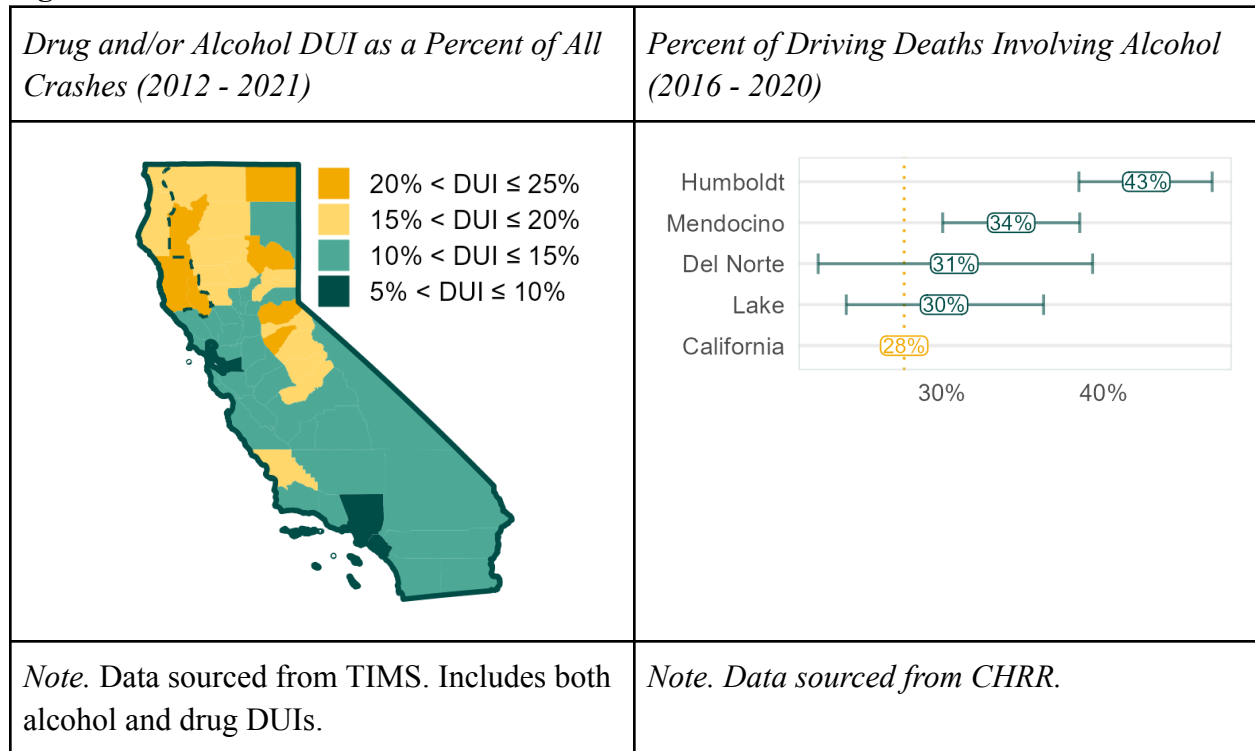 Drug and/or Alcohol DUI as a Percent of All
Crashes (2012 - 2021)
Percent of Driving Deaths Involving Alcohol
(2016 - 2020)
20% < DUI ≤ 25%
15% < DUI ≤ 20%
10% < DUI ≤ 15%
5% < DUI ≤ 10%
Humboldt 43%
Mendocino 34%
Del Norte 31%
Lake 30%
California 28%
30% 40%
Note. Data sourced from TIMS. Includes both
alcohol and drug DUIs.
Note. Data sourced from CHRR.